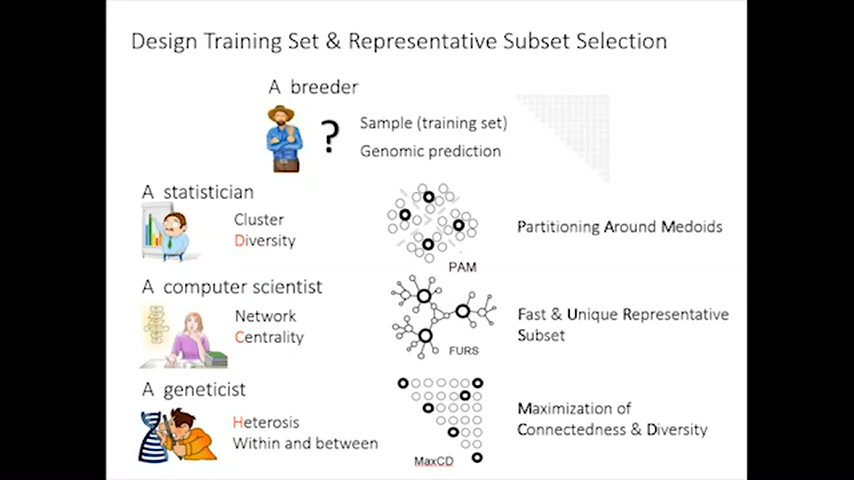 Design Training Set & Representative Subset Selection
A breeder
?
Sample (training set)
Genomic prediction
A statistician
Cluster
Diversity
PAM
Partitioning Around Medoids
A computer scientist
Network
Centrality
FURS
Fast & Unique Representative
Subset
A geneticist
Heterosis
Within and between
MaxCD
Maximization of
Connectedness & Diversity